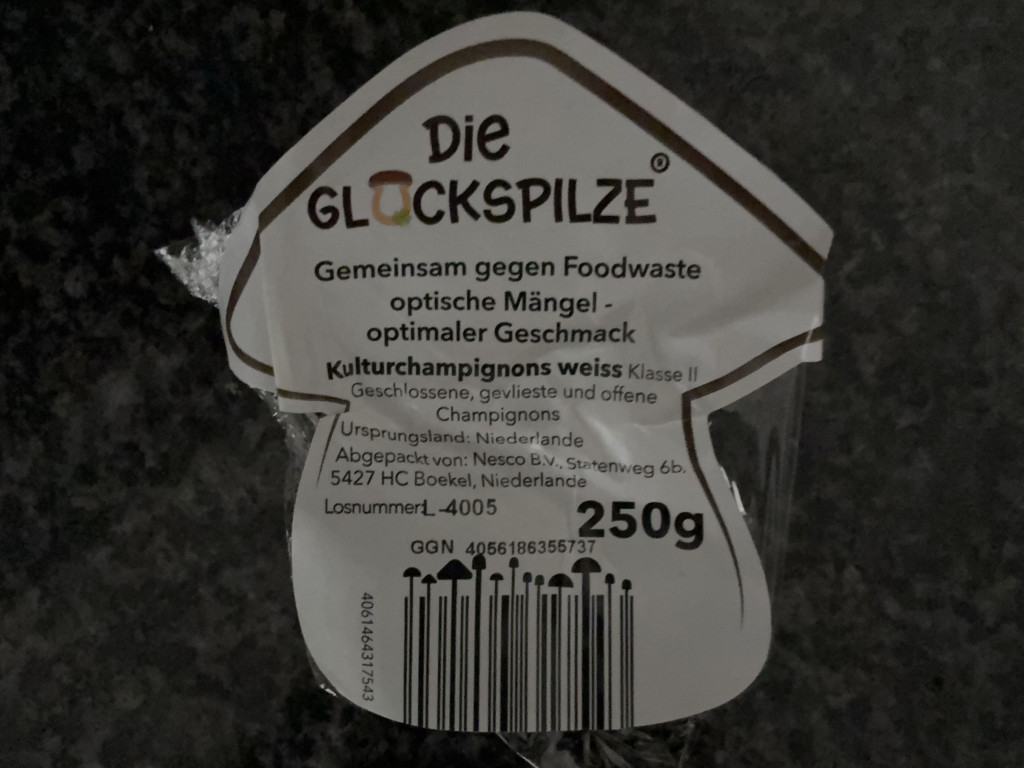 Die
GLÜCKSPILZE®
Gemeinsam gegen Foodwaste
optische Mängel -
optimaler Geschmack
Kulturchampignons weiss Klasse II
Geschlossene, gevlieste und offene
Champignons
Ursprungsland: Niederlande
Abgepackt von: Nesco B.V., Statenweg 6b.
5427 HC Boekel, Niederlande
Losnummer: L-4005
250g
GGN 4056186355737
4061464317543